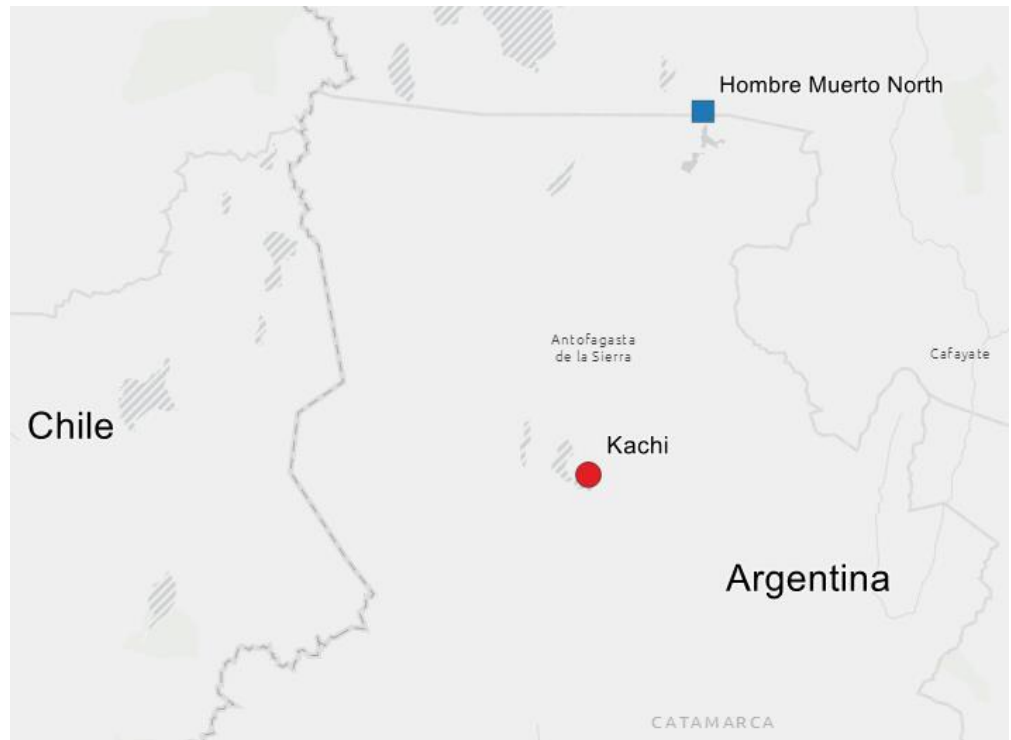 Hombre Muerto North
Antofagasta
de la Sierra
Cafayate
Chile
Kachi
Argentina
CATAMARCA